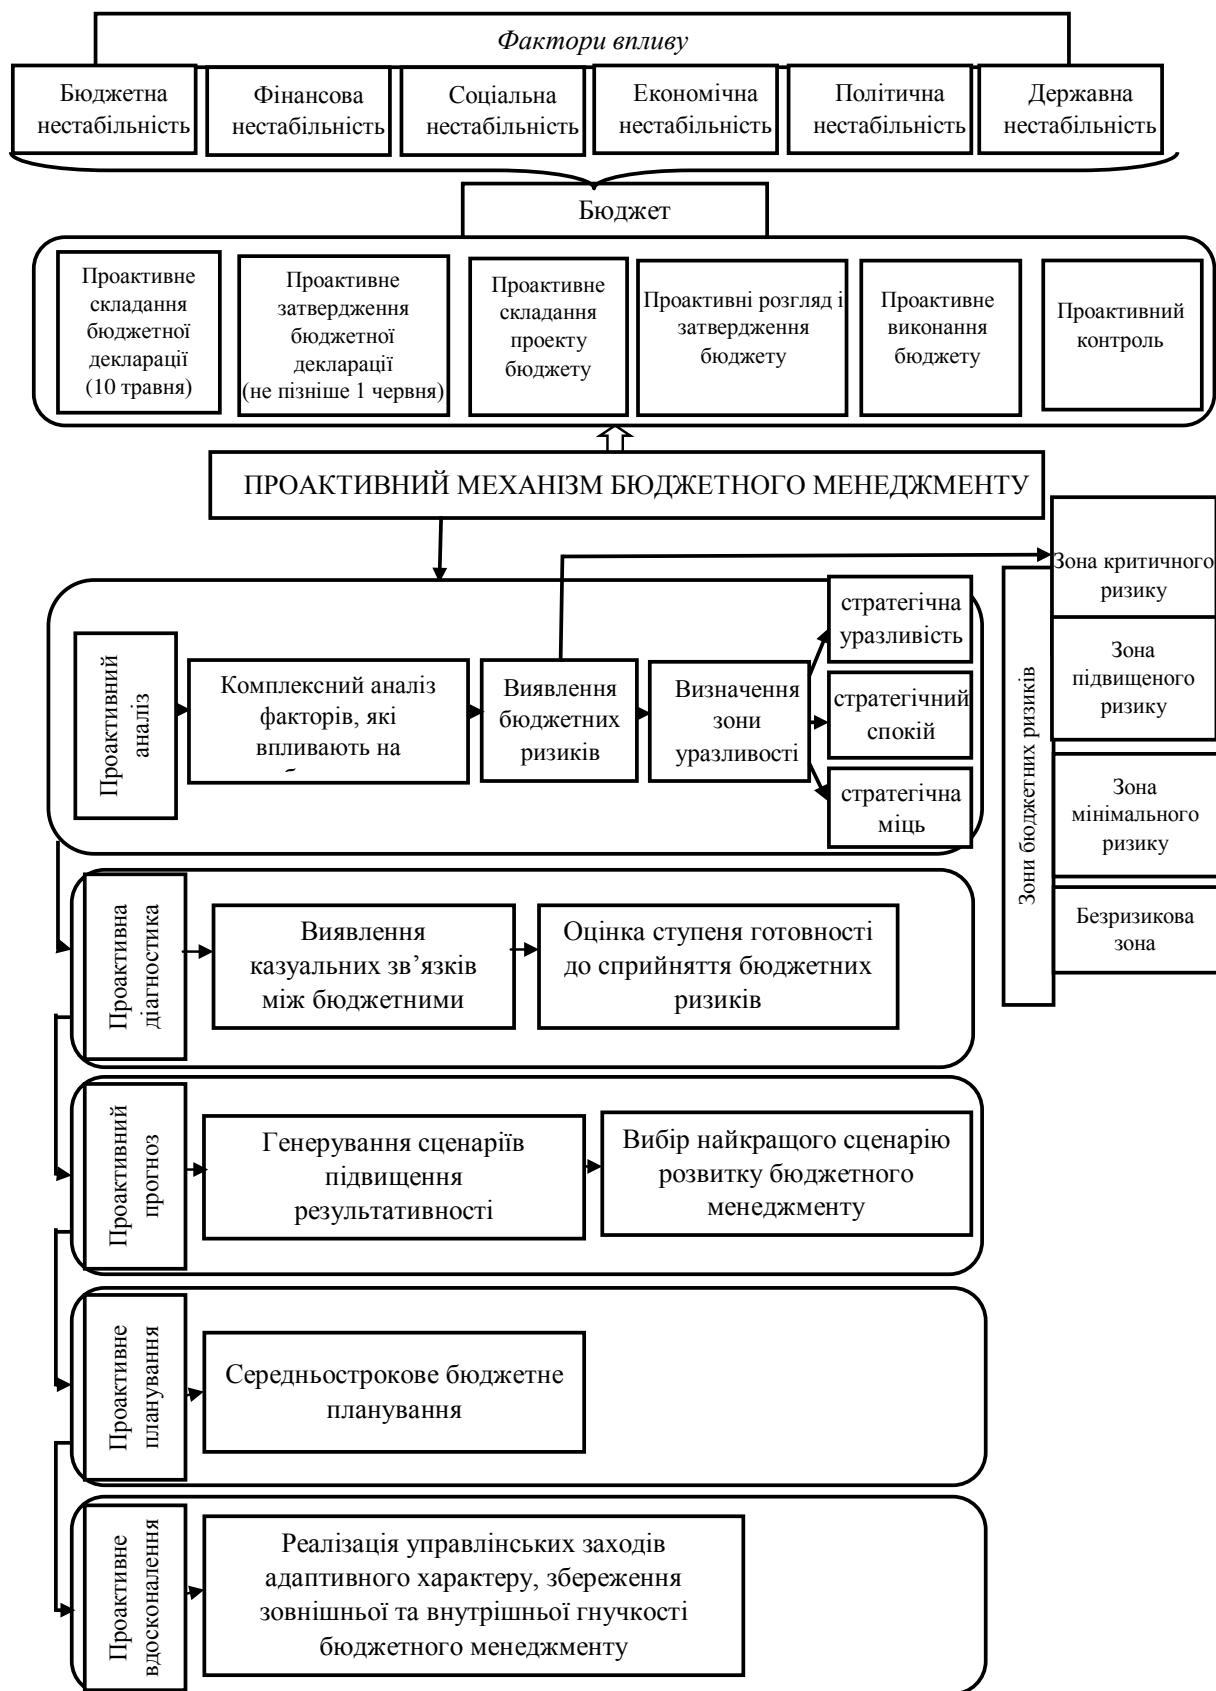 Фактори впливу
Бюджетна
нестабільність
Фінансова
нестабільність
Соціальна
нестабільність
Економічна
нестабільність
Політична
нестабільність
Державна
нестабільність
Бюджет
Проактивне
складання
бюджетної
декларації
(10 травня)
Проактивне
затвердження
бюджетної
декларації
(не пізніше 1 червня)
Проактивне
складання
проекту
бюджету
Проактивні розгляд і
затвердження
бюджету
Проактивне
виконання
бюджету
Проактивний
контроль
ПРОАКТИВНИЙ МЕХАНІЗМ БЮДЖЕТНОГО МЕНЕДЖМЕНТУ
Проактивний
аналіз
Комплексний аналіз
факторів, які
впливають на
Виявлення
бюджетних
ризиків
Визначення
зони
уразливості
стратегічна
уразливість
стратегічний
спокій
стратегічна
міць
Зони бюджетних ризиків
Зона критичного
ризику
Зона
підвищеного
ризику
Зона
мінімального
ризику
Безризикова
зона
Проактивна
діагностика
Виявлення
казуальних зв’язків
між бюджетними
Оцінка ступеня готовності
до сприйняття бюджетних
ризиків
Проактивний
прогноз
Генерування сценаріїв
підвищення
результативності
Вибір найкращого сценарію
розвитку бюджетного
менеджменту
Проактивне
планування
Середньострокове бюджетне
планування
Проактивне
вдосконалення
Реалізація управлінських заходів
адаптивного характеру, збереження
зовнішньої та внутрішньої гнучкості
бюджетного менеджменту